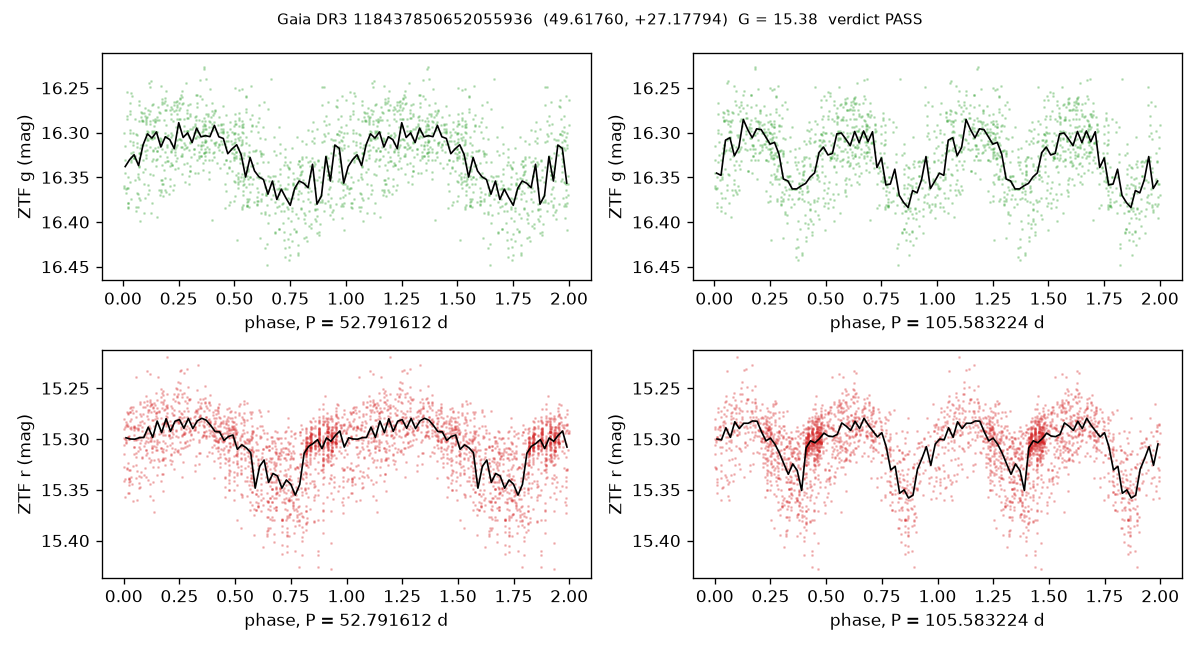 Gaia DR3 118437850652055936  (49.61760, +27.17794)  G = 15.38  verdict PASS
ZTF g (mag)
16.25
16.30
16.35
16.40
16.45
0.00 0.25 0.50 0.75 1.00 1.25 1.50 1.75 2.00
phase, P = 52.791612 d
ZTF g (mag)
16.25
16.30
16.35
16.40
16.45
0.00 0.25 0.50 0.75 1.00 1.25 1.50 1.75 2.00
phase, P = 105.583224 d
ZTF r (mag)
15.25
15.30
15.35
15.40
0.00 0.25 0.50 0.75 1.00 1.25 1.50 1.75 2.00
phase, P = 52.791612 d
ZTF r (mag)
15.25
15.30
15.35
15.40
0.00 0.25 0.50 0.75 1.00 1.25 1.50 1.75 2.00
phase, P = 105.583224 d